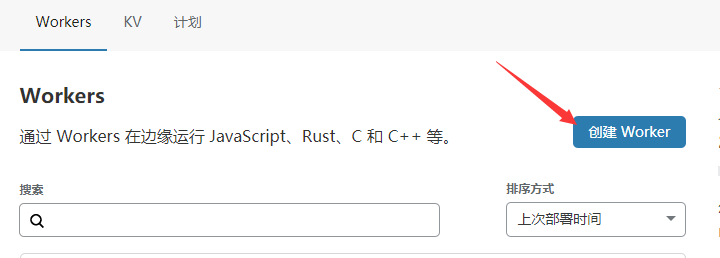 Workers KV 计划
Workers
通过 Workers 在边缘运行 JavaScript、Rust、C 和 C++ 等。
创建 Worker
搜索
排序方式
上次部署时间